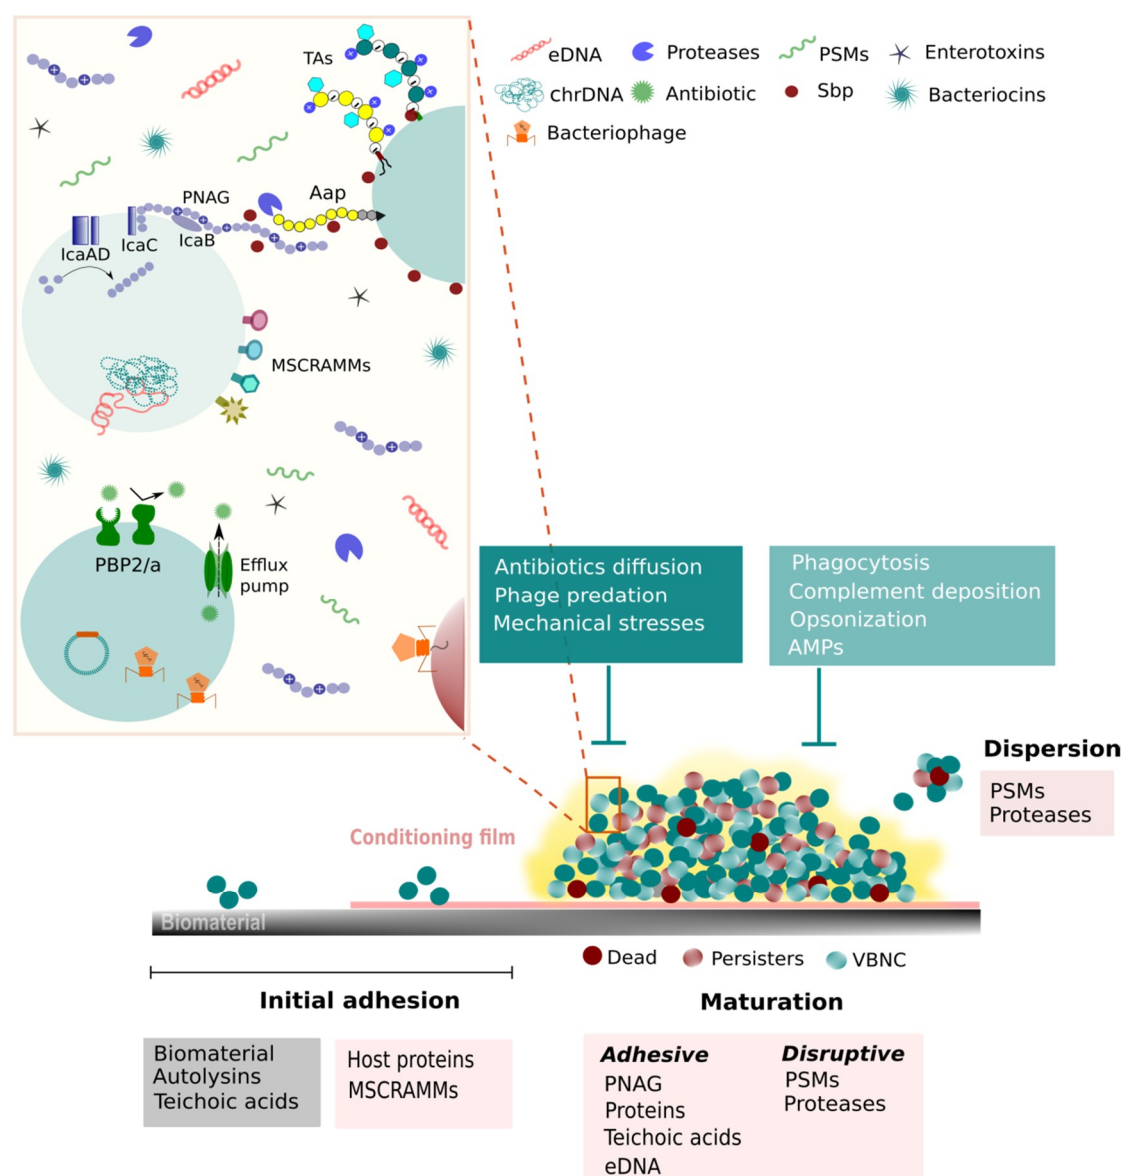 TAs
eDNA
Proteases
PSMs
Enterotoxins
chrDNA
Antibiotic
Sbp
Bacteriocins
Bacteriophage
PNAG
Aap
IcaAD
IcaC
IcaB
MSCRAMMs
PBP2/a
Efflux
pump
Antibiotics diffusion
Phage predation
Mechanical stresses
Phagocytosis
Complement deposition
Opsonization
AMPs
Dispersion
PSMs
Proteases
Conditioning film
Biomaterial
Dead
Persisters
VBNC
Initial adhesion
Maturation
Biomaterial
Autolysins
Teichoic acids
Host proteins
MSCRAMMs
Adhesive
PNAG
Proteins
Teichoic acids
eDNA
Disruptive
PSMs
Proteases